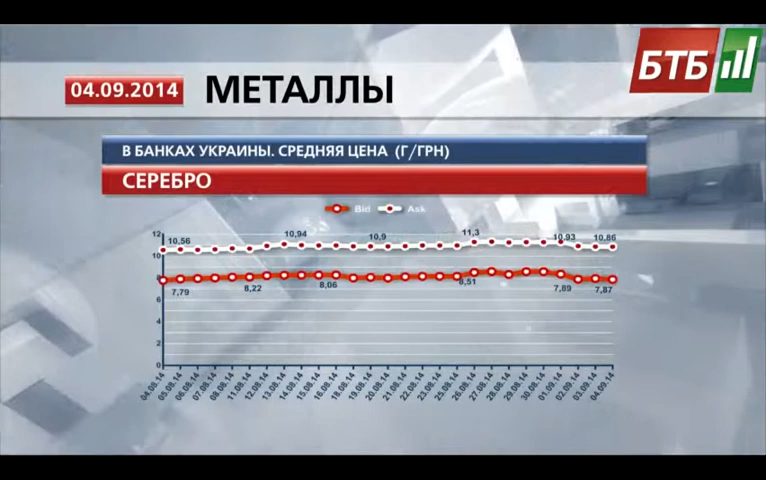 БТБ
04.09.2014 МЕТАЛЛЫ
В БАНКАХ УКРАИНЫ. СРЕДНЯЯ ЦЕНА (Г/ГРН)
СЕРЕБРО
Bid Ask
12
10
8
6
4
2
0
10,56 10,94 10,9 11,3 10,93 10,86
7,79 8,22 8,06 8,51 7,89 7,87
04.08.14 05.08.14 06.08.14 07.08.14 08.08.14 11.08.14 12.08.14 13.08.14 14.08.14 15.08.14 16.08.14 18.08.14 19.08.14 20.08.14 21.08.14 22.08.14 23.08.14 25.08.14 26.08.14 27.08.14 28.08.14 29.08.14 30.08.14 01.09.14 02.09.14 03.09.14 04.09.14